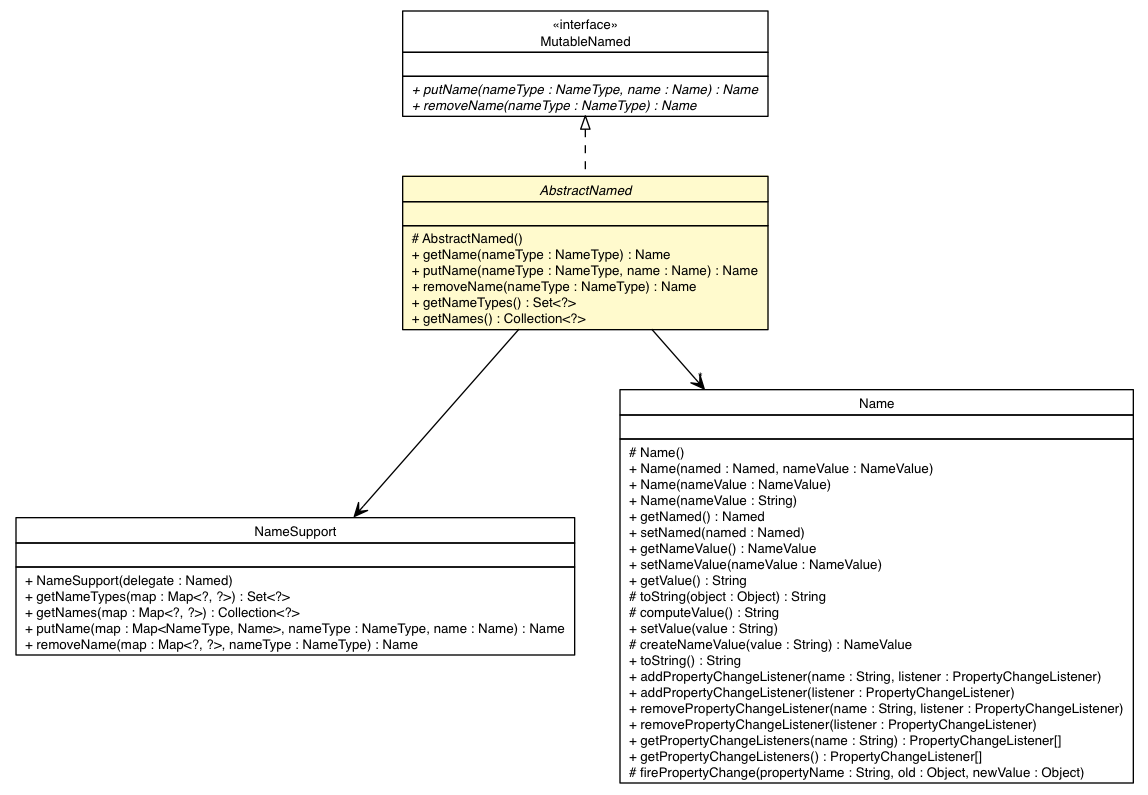 «interface»
MutableNamed
+ putName(nameType : NameType, name : Name) : Name
+ removeName(nameType : NameType) : Name
AbstractNamed
# AbstractNamed()
+ getName(nameType : NameType) : Name
+ putName(nameType : NameType, name : Name) : Name
+ removeName(nameType : NameType) : Name
+ getNameTypes() : Set<?>
+ getNames() : Collection<?>
*
Name
# Name()
+ Name(named : Named, nameValue : NameValue)
+ Name(nameValue : NameValue)
+ Name(nameValue : String)
+ getNamed() : Named
+ setNamed(named : Named)
+ getNameValue() : NameValue
+ setNameValue(nameValue : NameValue)
+ getValue() : String
# toString(object : Object) : String
# computeValue() : String
+ setValue(value : String)
# createNameValue(value : String) : NameValue
+ toString() : String
+ addPropertyChangeListener(name : String, listener : PropertyChangeListener)
+ addPropertyChangeListener(listener : PropertyChangeListener)
+ removePropertyChangeListener(name : String, listener : PropertyChangeListener)
+ removePropertyChangeListener(listener : PropertyChangeListener)
+ getPropertyChangeListeners(name : String) : PropertyChangeListener[]
+ getPropertyChangeListeners() : PropertyChangeListener[]
# firePropertyChange(propertyName : String, old : Object, newValue : Object)
NameSupport
+ NameSupport(delegate : Named)
+ getNameTypes(map : Map<?, ?>) : Set<?>
+ getNames(map : Map<?, ?>) : Collection<?>
+ putName(map : Map<NameType, Name>, nameType : NameType, name : Name) : Name
+ removeName(map : Map<?, ?>, nameType : NameType) : Name